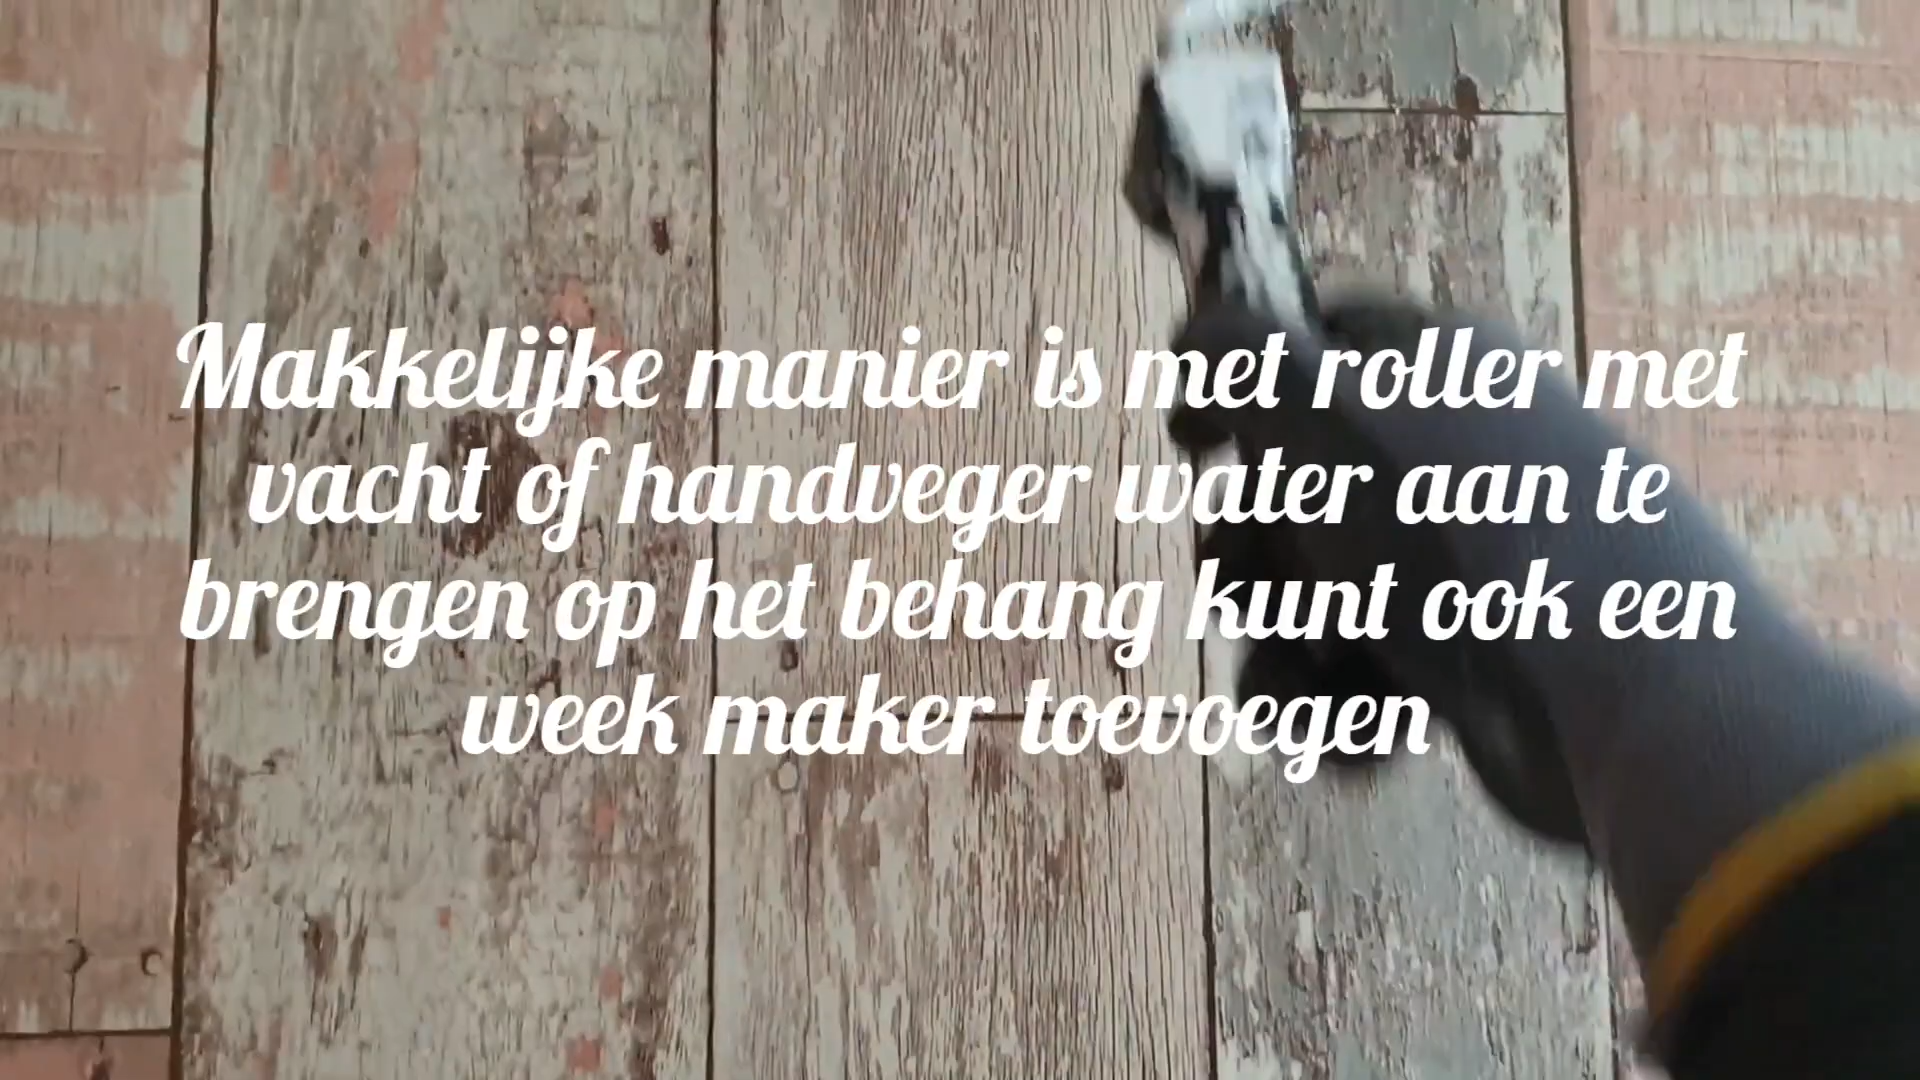 Makkelijke manier is met roller met
vacht of handveger water aan te
brengen op het behang kunt ook een
week maker toevoegen